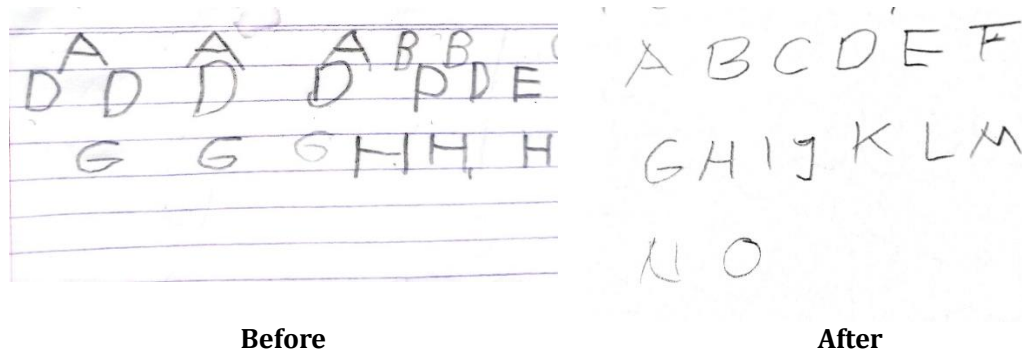 A A A B B
D D D D D D E
G G G H H H
Before
A B C D E F
G H I J K L M
N O
After